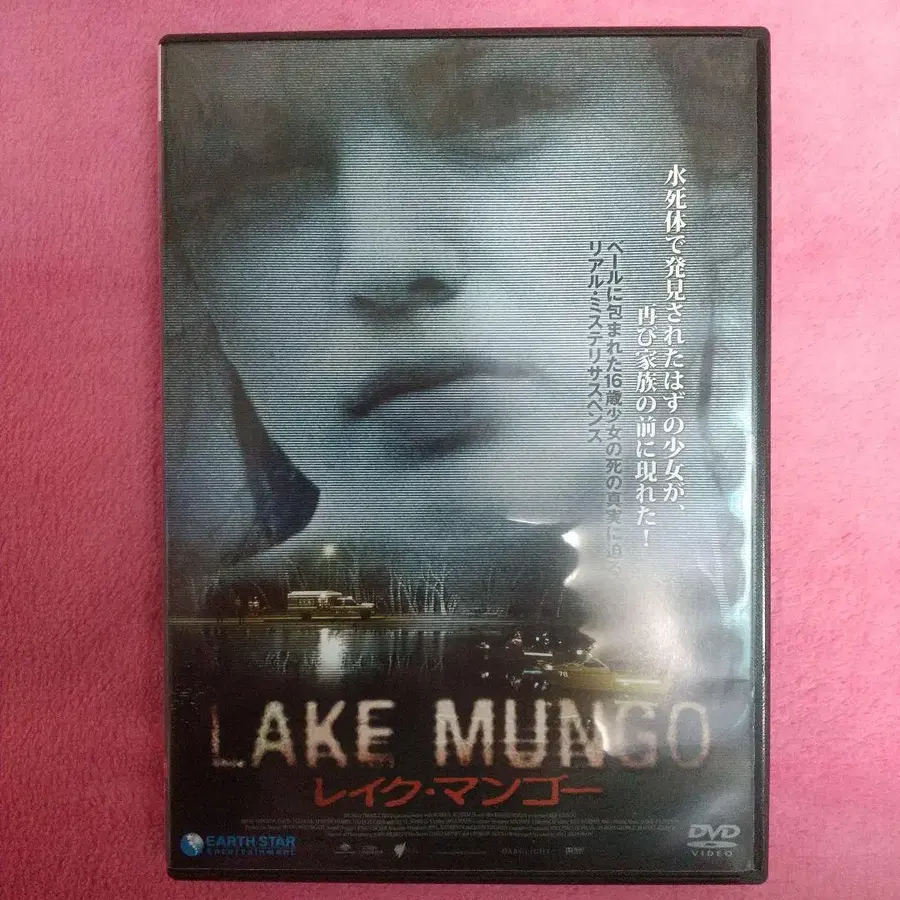 水死体で発見されたはずの少女が、
再び家族の前に現れた！
ベールに包まれた16歳少女の死の真実に迫る
リアル・ミステリサスペンス
LAKE MUNGO
レイク・マンゴー
EARTH STAR
Entertainment
DVD
VIDEO